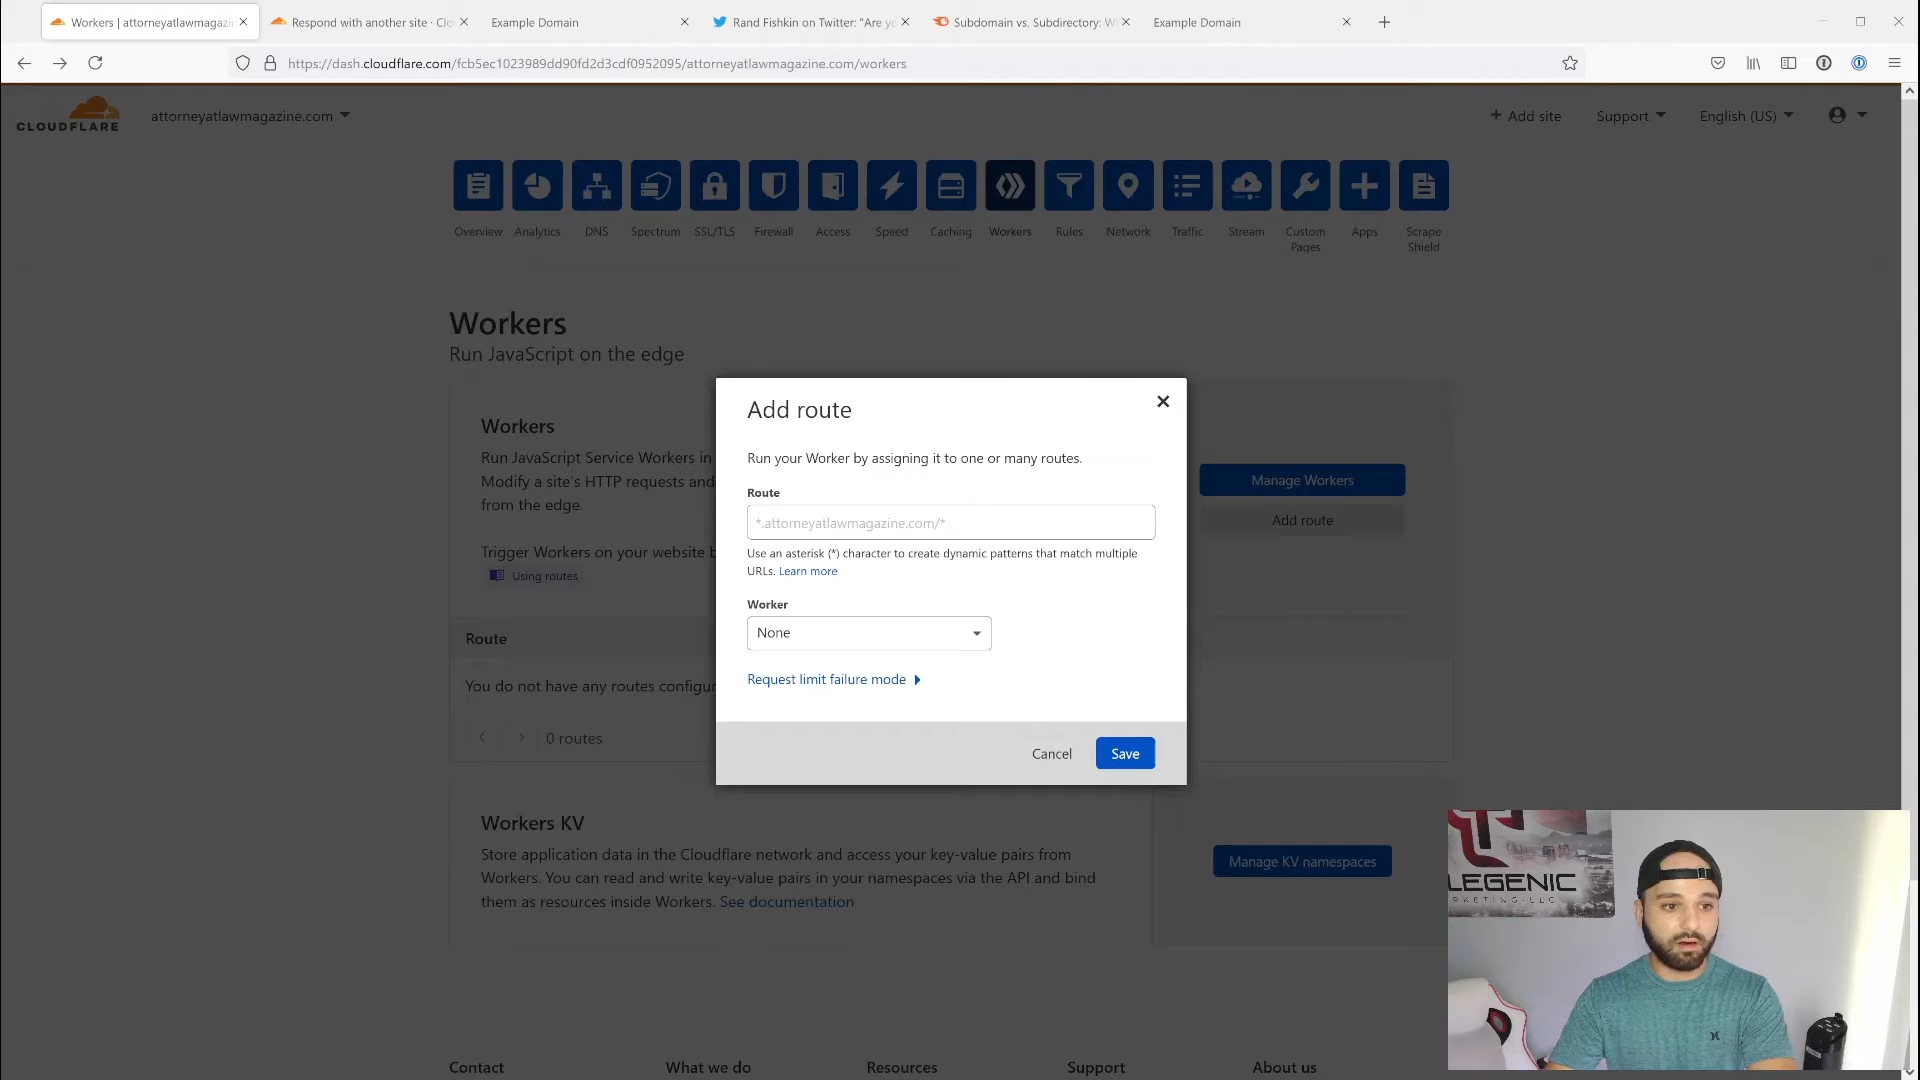 Workers | attorneyatlawmagazin
Respond with another site · Clo
Example Domain
Rand Fishkin on Twitter: "Are yo
Subdomain vs. Subdirectory: W
Example Domain
https://dash.cloudflare.com/fcb5ec1023989dd90fd2d3cdf0952095/attorneyatlawmagazine.com/workers
CLOUDFLARE
attorneyatlawmagazine.com
+ Add site
Support
English (US)
Overview
Analytics
DNS
Spectrum
SSL/TLS
Firewall
Access
Speed
Caching
Workers
Rules
Network
Traffic
Stream
Custom
Pages
Apps
Scrape
Shield
Workers
Run JavaScript on the edge
Workers
Run JavaScript Service Workers in
Modify a site's HTTP requests and
from the edge.
Trigger Workers on your website b
Using routes
Manage Workers
Add route
Route
You do not have any routes configur
0 routes
Add route
Run your Worker by assigning it to one or many routes.
Route
*.attorneyatlawmagazine.com/*
Use an asterisk (*) character to create dynamic patterns that match multiple
URLs. Learn more
Worker
None
Request limit failure mode
Cancel
Save
Workers KV
Store application data in the Cloudflare network and access your key-value pairs from
Workers. You can read and write key-value pairs in your namespaces via the API and bind
them as resources inside Workers. See documentation
Manage KV namespaces
LEGENIC
RKETING, LLC
Contact
What we do
Resources
Support
About us